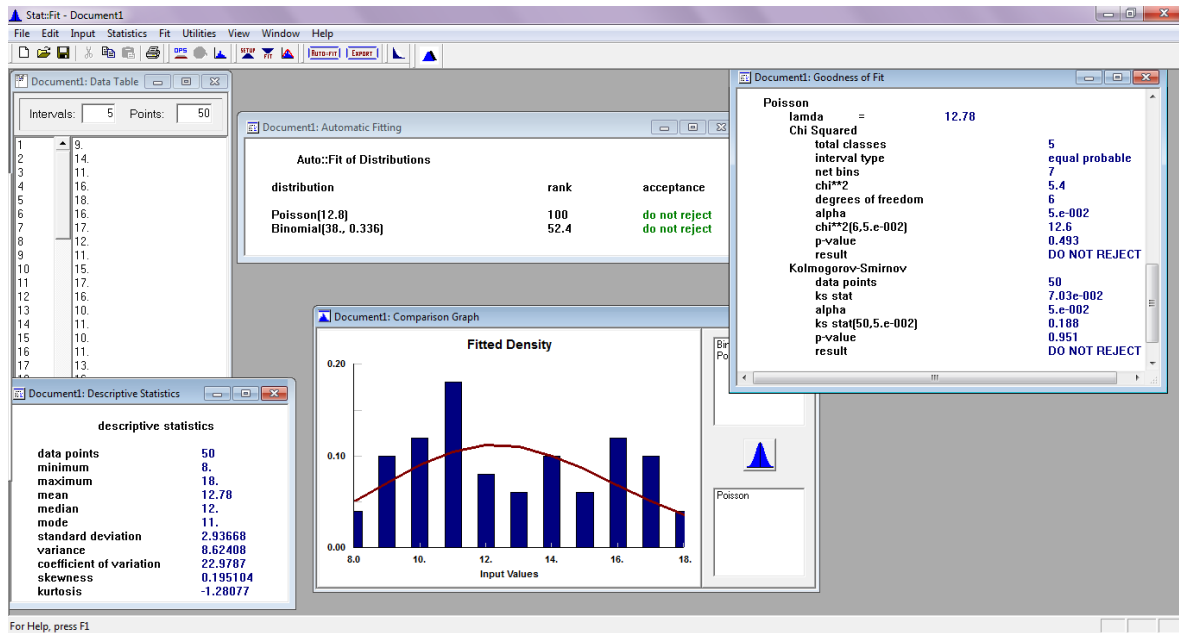 Stat::Fit - Document1
File Edit Input Statistics Fit Utilities View Window Help
DPS SETUP FIT Auto-FIT EXPORT
Document1: Data Table
Intervals: 5 Points: 50
1 9.
2 14.
3 11.
4 16.
5 18.
6 16.
7 17.
8 12.
9 11.
10 15.
11 17.
12 16.
13 10.
14 11.
15 10.
16 11.
17 13.
Document1: Automatic Fitting
Auto::Fit of Distributions
distribution rank acceptance
Poisson(12.8) 100 do not reject
Binomial(38., 0.336) 52.4 do not reject
Document1: Goodness of Fit
Poisson
lamda = 12.78
Chi Squared
total classes 5
interval type equal probable
net bins 7
chi**2 5.4
degrees of freedom 6
alpha 5.e-002
chi**2(6,5.e-002) 12.6
p-value 0.493
result DO NOT REJECT
Kolmogorov-Smirnov
data points 50
ks stat 7.03e-002
alpha 5.e-002
ks stat(50,5.e-002) 0.188
p-value 0.951
result DO NOT REJECT
Document1: Comparison Graph
Fitted Density
0.20
0.10
0.00
8.0 10. 12. 14. 16. 18.
Input Values
Bin
Po
Poisson
Document1: Descriptive Statistics
descriptive statistics
data points 50
minimum 8.
maximum 18.
mean 12.78
median 12.
mode 11.
standard deviation 2.93668
variance 8.62408
coefficient of variation 22.9787
skewness 0.195104
kurtosis -1.28077
For Help, press F1